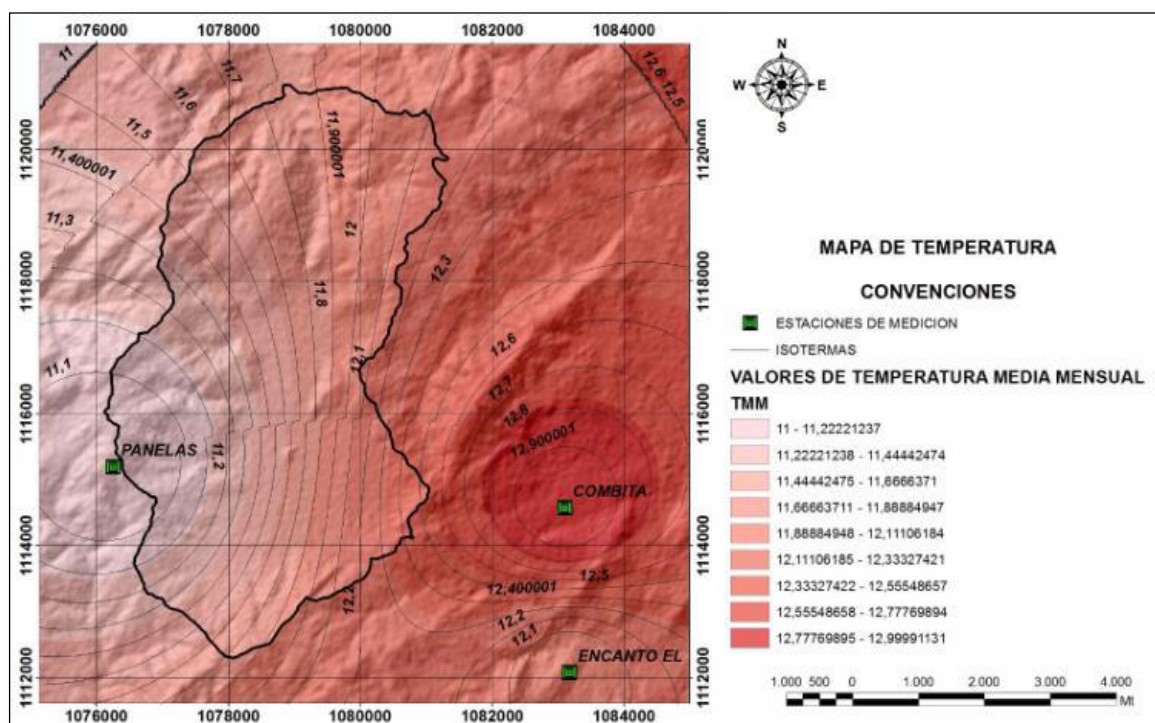 1076000 1078000 1080000 1082000 1084000
11
11,7
11,6
11,5
11,400001
11,3
11,900001
12
11,8
12,3
12,6 12,5
12,1
11,1
11,2
12,6
12,7
12,8
12,900001
PANELAS
COMBITA
12,5
12,400001
12,2
12,2
12,1
ENCANTO EL
1120000
1118000
1116000
1114000
1112000
1120000
1118000
1116000
1114000
1112000
1076000 1078000 1080000 1082000 1084000
N
W E
S
MAPA DE TEMPERATURA
CONVENCIONES
ESTACIONES DE MEDICION
ISOTERMAS
VALORES DE TEMPERATURA MEDIA MENSUAL
TMM
11 - 11,22221237
11,22221238 - 11,44442474
11,44442475 - 11,6666371
11,66663711 - 11,88884947
11,88884948 - 12,11106184
12,11106185 - 12,33327421
12,33327422 - 12,55548657
12,55548658 - 12,77769894
12,77769895 - 12,99991131
1.000 500 0 1.000 2.000 3.000 4.000
Mt